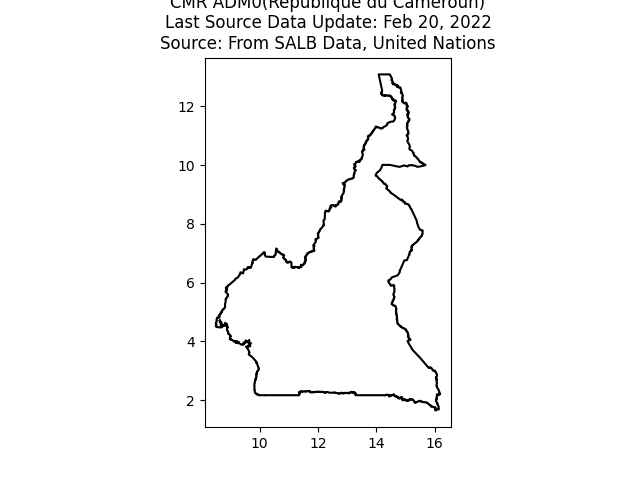 CMR ADM0(République du Cameroun)
Last Source Data Update: Feb 20, 2022
Source: From SALB Data, United Nations
12
10
8
6
4
2
10 12 14 16